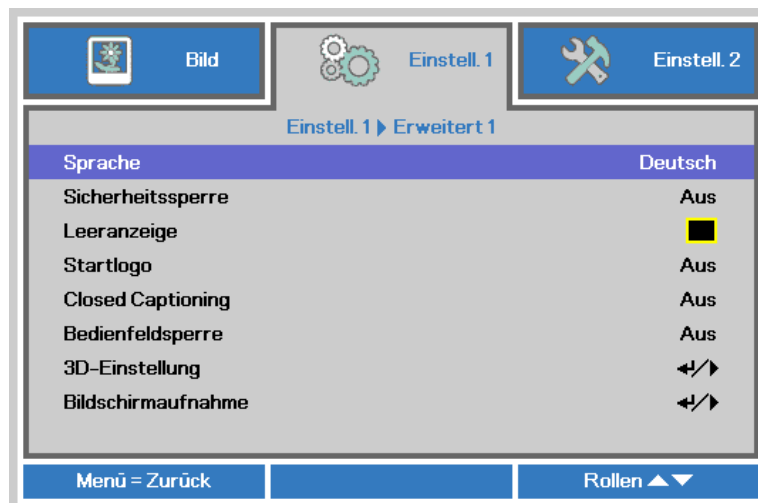 Bild
Einstell. 1
Einstell. 2
Einstell. 1 ▶ Erweitert 1
Sprache Deutsch
Sicherheitssperre Aus
Leeranzeige
Startlogo Aus
Closed Captioning Aus
Bedienfeldsperre Aus
3D-Einstellung ↵/▶
Bildschirmaufnahme ↵/▶
Menü = Zurück
Rollen ▲▼